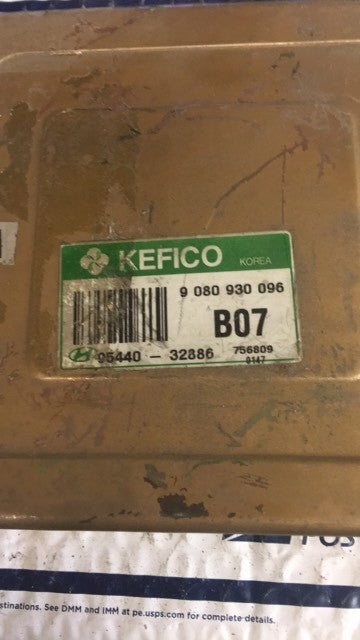 KEFICO KOREA
9 080 930 096
B07
95440 - 32886 756809
0147
stinations. See DMM and IMM at pe.usps.com for complete details.